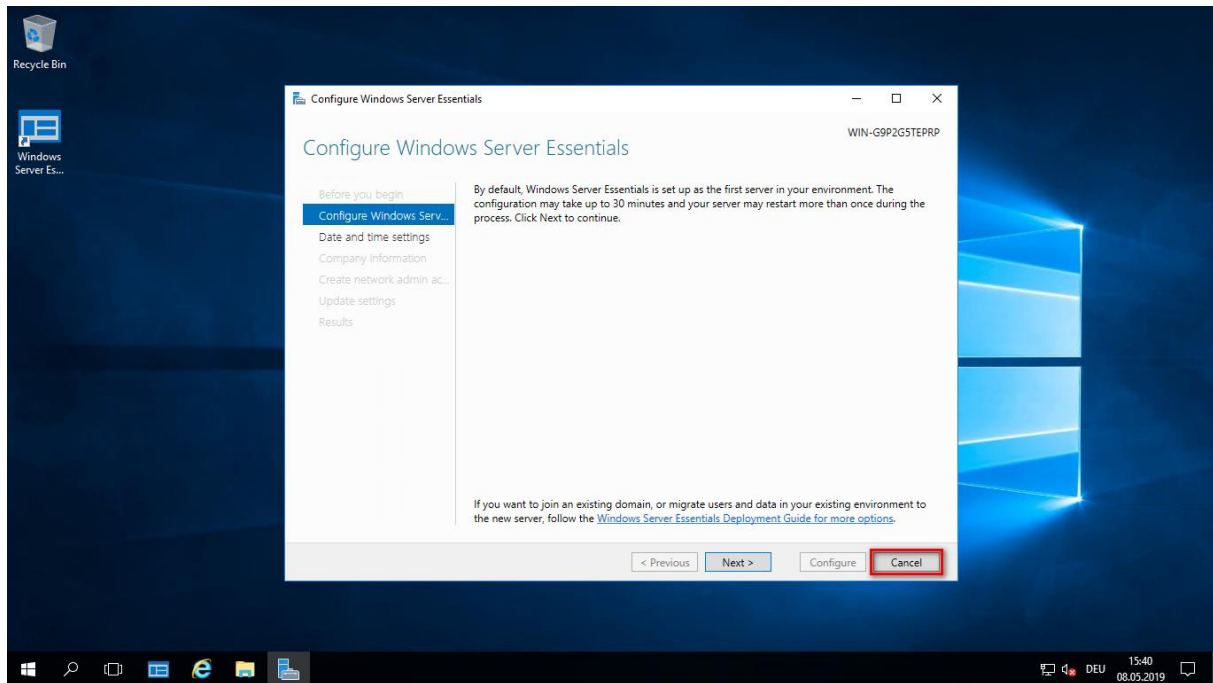 Recycle Bin
Windows
Server Es...
Configure Windows Server Essentials
Configure Windows Server Essentials
WIN-G9P2G5TEPRP
Before you begin
Configure Windows Serv...
Date and time settings
Company information
Create network admin ac...
Update settings
Results
By default, Windows Server Essentials is set up as the first server in your environment. The
configuration may take up to 30 minutes and your server may restart more than once during the
process. Click Next to continue.
If you want to join an existing domain, or migrate users and data in your existing environment to
the new server, follow the Windows Server Essentials Deployment Guide for more options.
< Previous
Next >
Configure
Cancel
DEU
15:40
08.05.2019